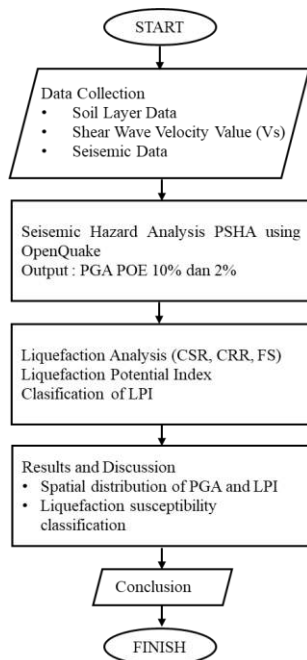 START
Data Collection
• Soil Layer Data
• Shear Wave Velocity Value (Vs)
• Seisemic Data
Seisemic Hazard Analysis PSHA using
OpenQuake
Output : PGA POE 10% dan 2%
Liquefaction Analysis (CSR, CRR, FS)
Liquefaction Potential Index
Clasification of LPI
Results and Discussion
• Spatial distribution of PGA and LPI
• Liquefaction susceptibility
classification
Conclusion
FINISH